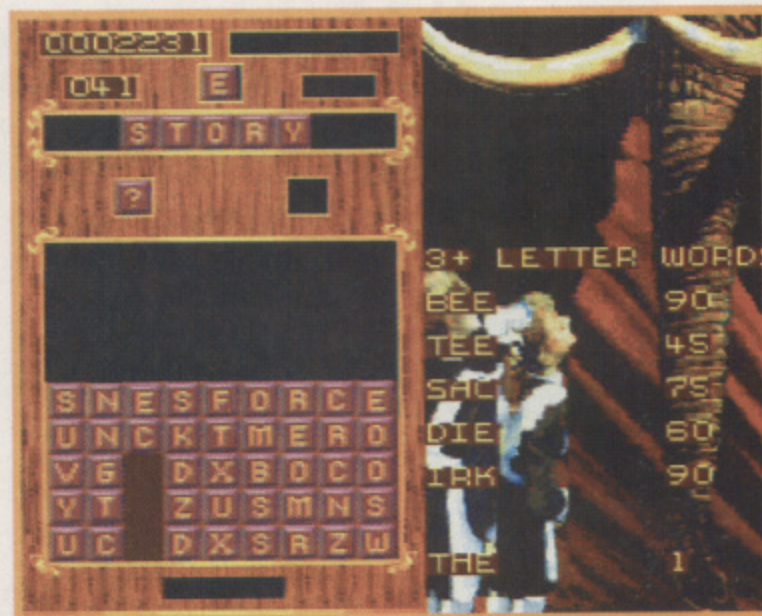 0002231
041 E
STORY
?
SNESFORCE
UNCKTMERO
VG DXBOCO
YT ZUSMNS
UC DXSRZW
3+ LETTER WORDS
BEE 90
TEE 45
SAC 75
DIE 60
IRK 90
THE 1